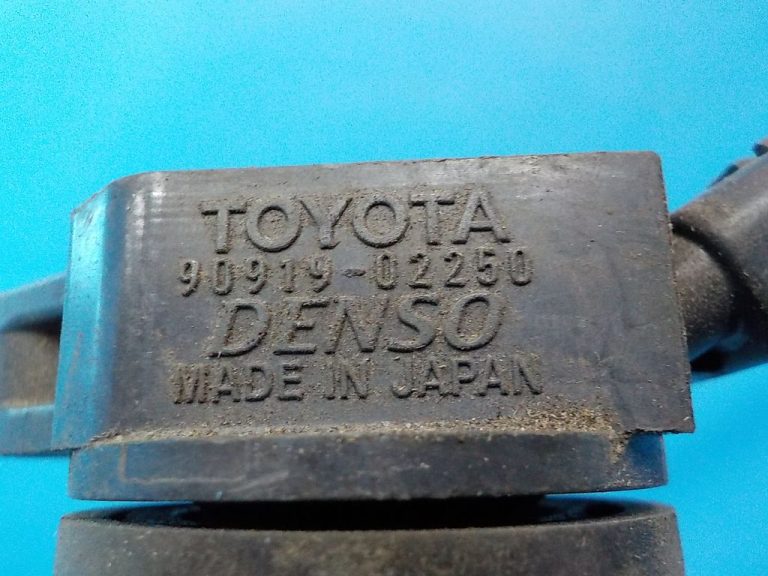 TOYOTA
90919-02250
DENSO
MADE IN JAPAN